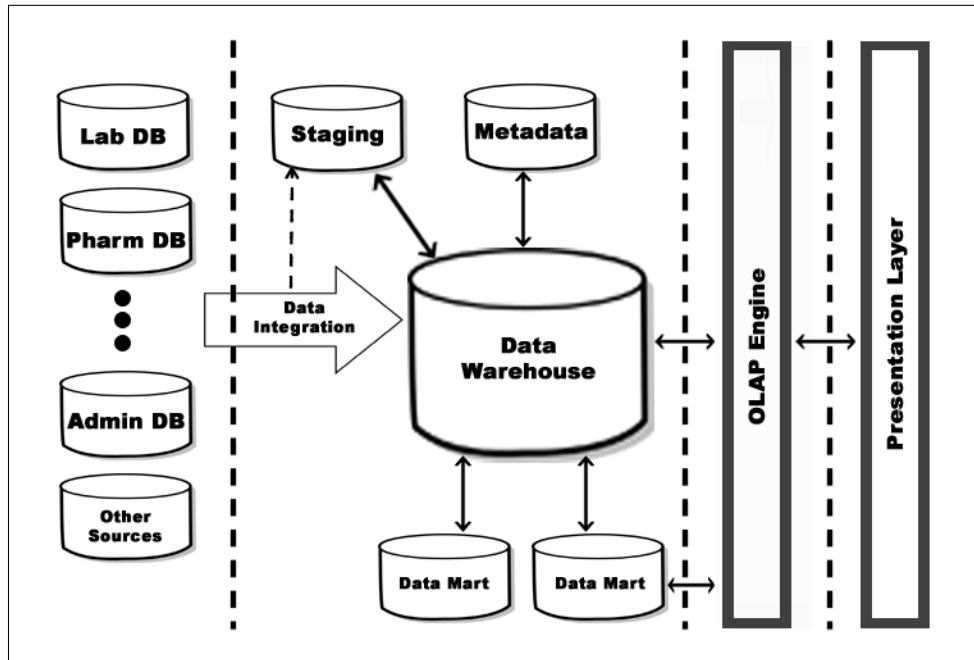 Lab DB
Pharm DB
Admin DB
Other
Sources
Staging
Metadata
Data
Integration
Data
Warehouse
Data Mart
Data Mart
OLAP Engine
Presentation Layer